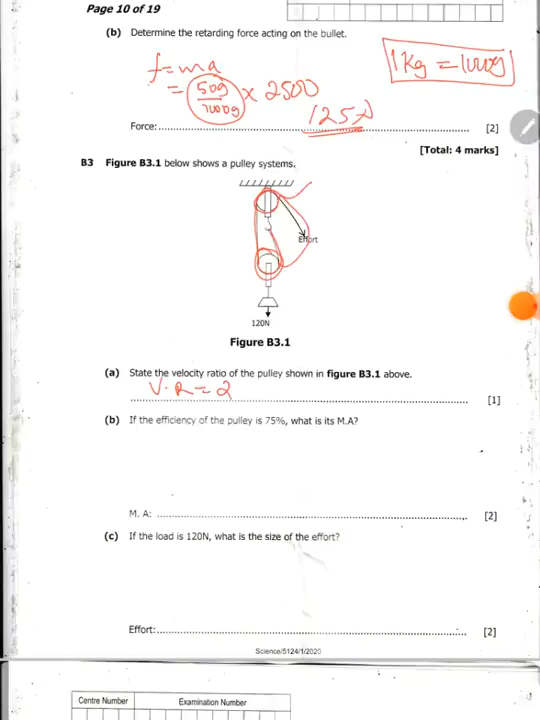 Page 10 of 19
(b) Determine the retarding force acting on the bullet.
1 Kg = 1000g
f = ma
= 50g/1000g × 2500
125N
Force: [2]
[Total: 4 marks]
B3 Figure B3.1 below shows a pulley systems.
Effort
120N
Figure B3.1
(a) State the velocity ratio of the pulley shown in figure B3.1 above.
V.R = 2
[1]
(b) If the efficiency of the pulley is 75%, what is its M.A?
M. A: [2]
(c) If the load is 120N, what is the size of the effort?
Effort: [2]
Science/5124/1/2020
Centre Number Examination Number